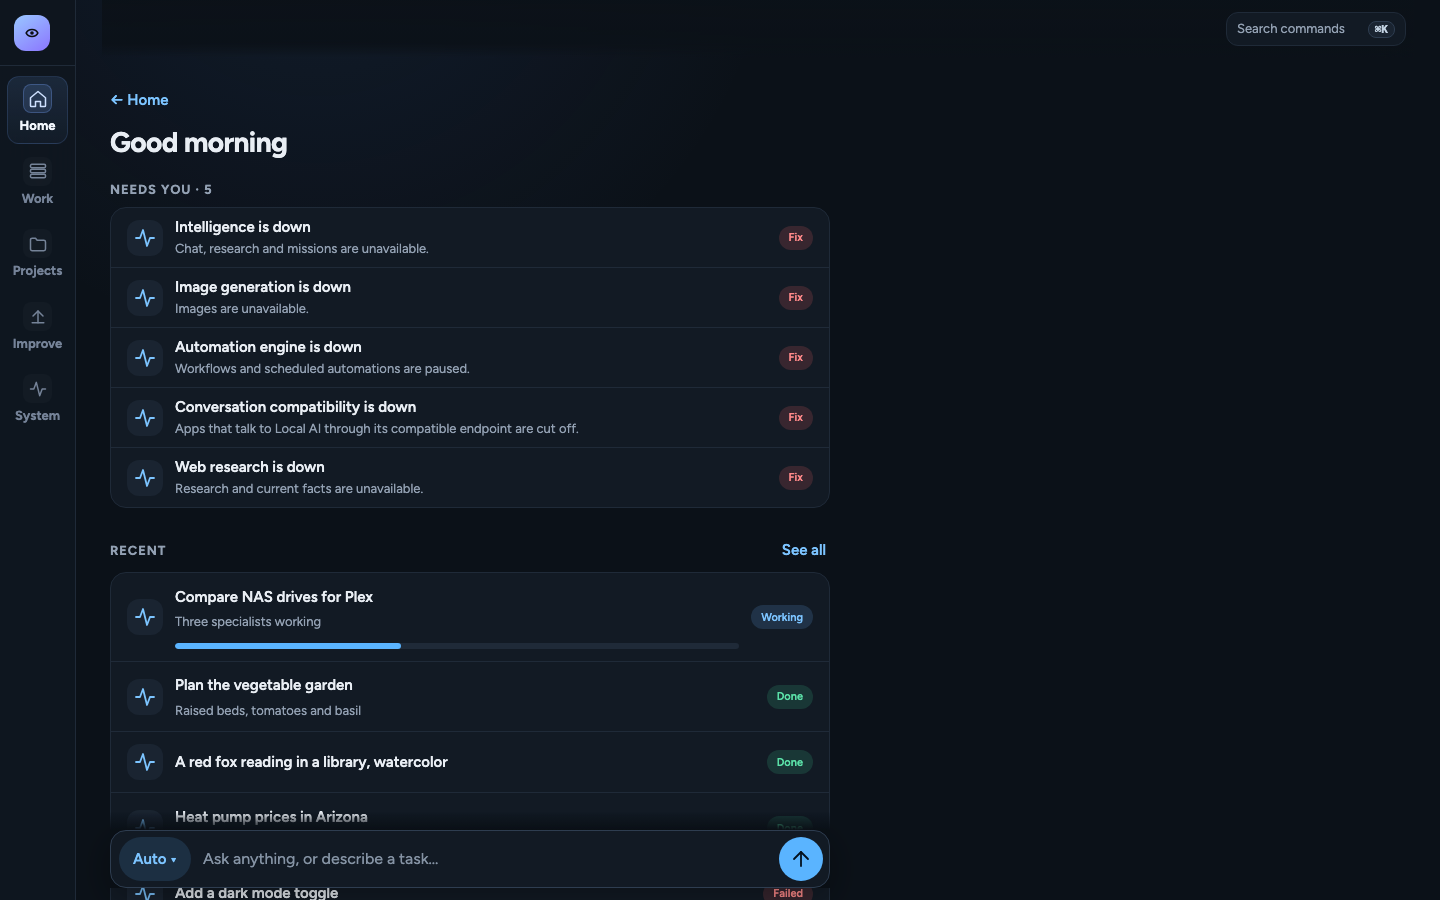 Search commands ⌘K
Home
Work
Projects
Improve
System
← Home
Good morning
NEEDS YOU · 5
Intelligence is down
Chat, research and missions are unavailable.
Fix
Image generation is down
Images are unavailable.
Fix
Automation engine is down
Workflows and scheduled automations are paused.
Fix
Conversation compatibility is down
Apps that talk to Local AI through its compatible endpoint are cut off.
Fix
Web research is down
Research and current facts are unavailable.
Fix
RECENT
See all
Compare NAS drives for Plex
Three specialists working
Working
Plan the vegetable garden
Raised beds, tomatoes and basil
Done
A red fox reading in a library, watercolor
Done
Heat pump prices in Arizona
Done
Auto ▾
Ask anything, or describe a task...
Add a dark mode toggle
Failed